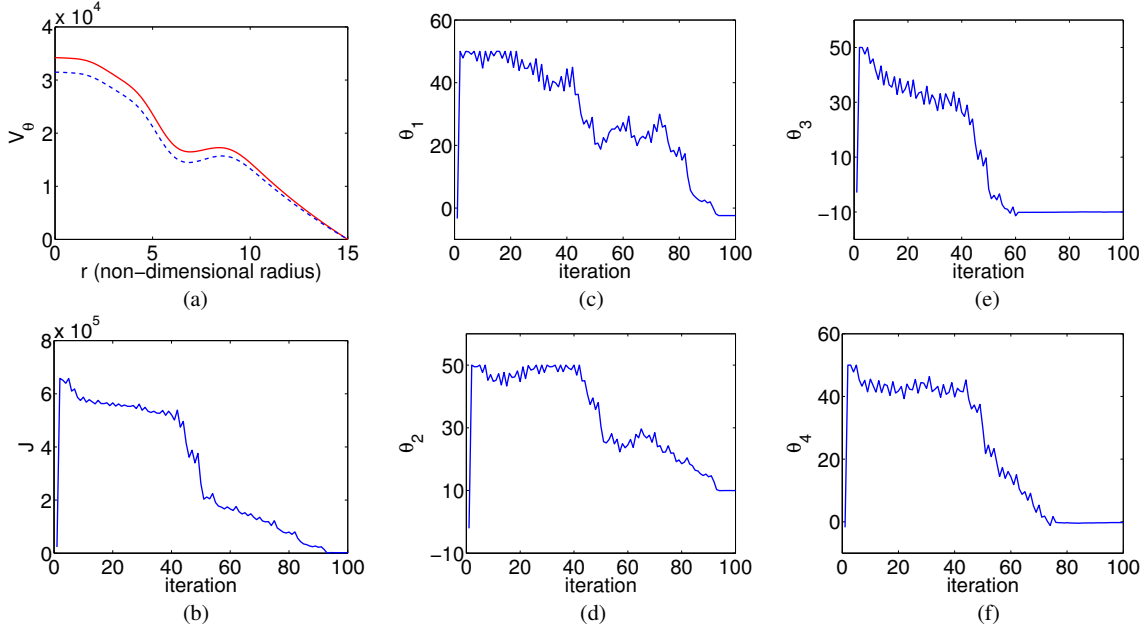 x 10^4
4
3
2
1
0
V_θ
0 5 10 15
r (non−dimensional radius)
(a)
60
40
20
0
θ_1
0 20 40 60 80 100
iteration
(c)
50
30
10
−10
θ_3
0 20 40 60 80 100
iteration
(e)
x 10^5
8
6
4
2
0
J
0 20 40 60 80 100
iteration
(b)
50
30
10
−10
θ_2
0 20 40 60 80 100
iteration
(d)
60
40
20
0
θ_4
0 20 40 60 80 100
iteration
(f)